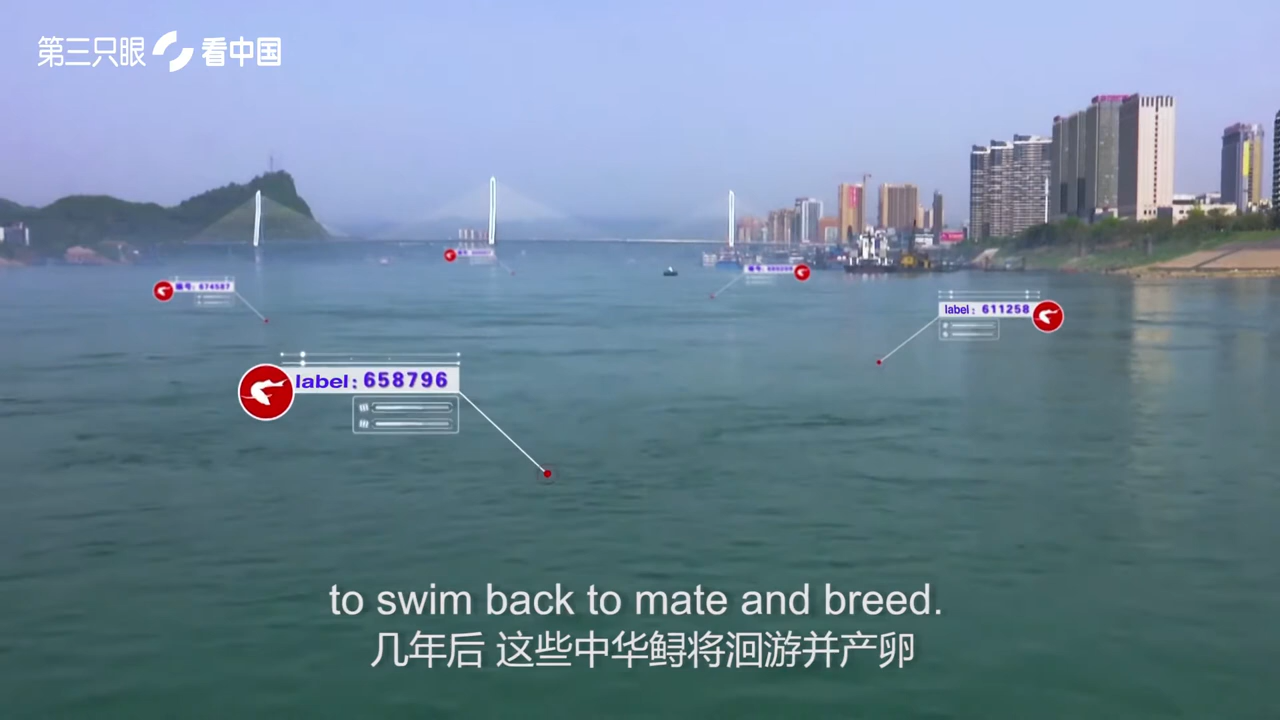 第三只眼 看中国
编号: 674587
label: 611258
label: 658796
to swim back to mate and breed.
几年后 这些中华鲟将洄游并产卵